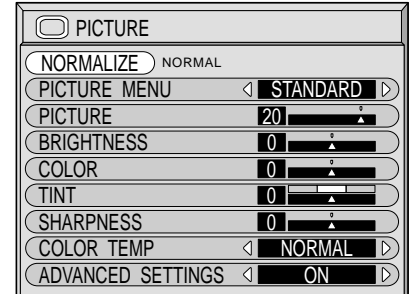 PICTURE
NORMALIZE NORMAL
PICTURE MENU STANDARD
PICTURE 20
BRIGHTNESS 0
COLOR 0
TINT 0
SHARPNESS 0
COLOR TEMP NORMAL
ADVANCED SETTINGS ON